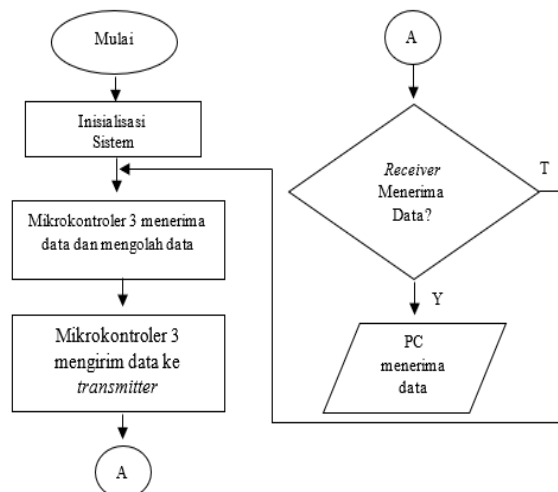 Mulai
Inisialisasi
Sistem
Mikrokontroler 3 menerima
data dan mengolah data
Mikrokontroler 3
mengirim data ke
transmitter
A
A
Receiver
Menerima
Data?
T
Y
PC
menerima
data